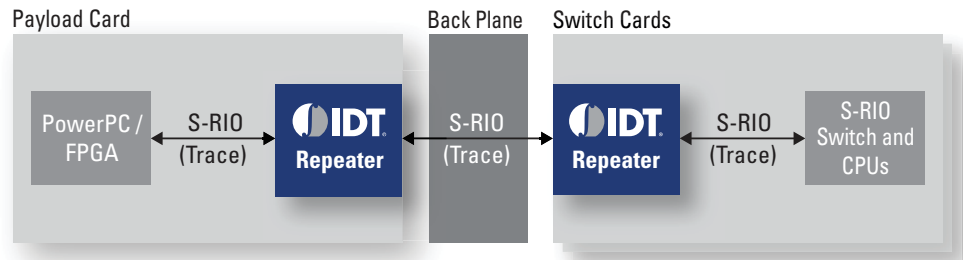 Payload Card
Back Plane
Switch Cards
PowerPC /
FPGA
S-RIO
(Trace)
IDT.
Repeater
S-RIO
(Trace)
IDT.
Repeater
S-RIO
(Trace)
S-RIO
Switch and
CPUs